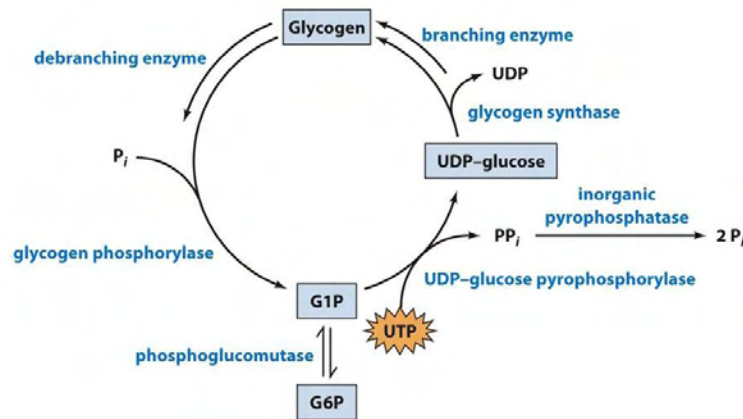 Glycogen
branching enzyme
debranching enzyme
UDP
glycogen synthase
P𝑖
UDP–glucose
inorganic
pyrophosphatase
PP𝑖
2 P𝑖
glycogen phosphorylase
UDP–glucose pyrophosphorylase
G1P
UTP
phosphoglucomutase
G6P